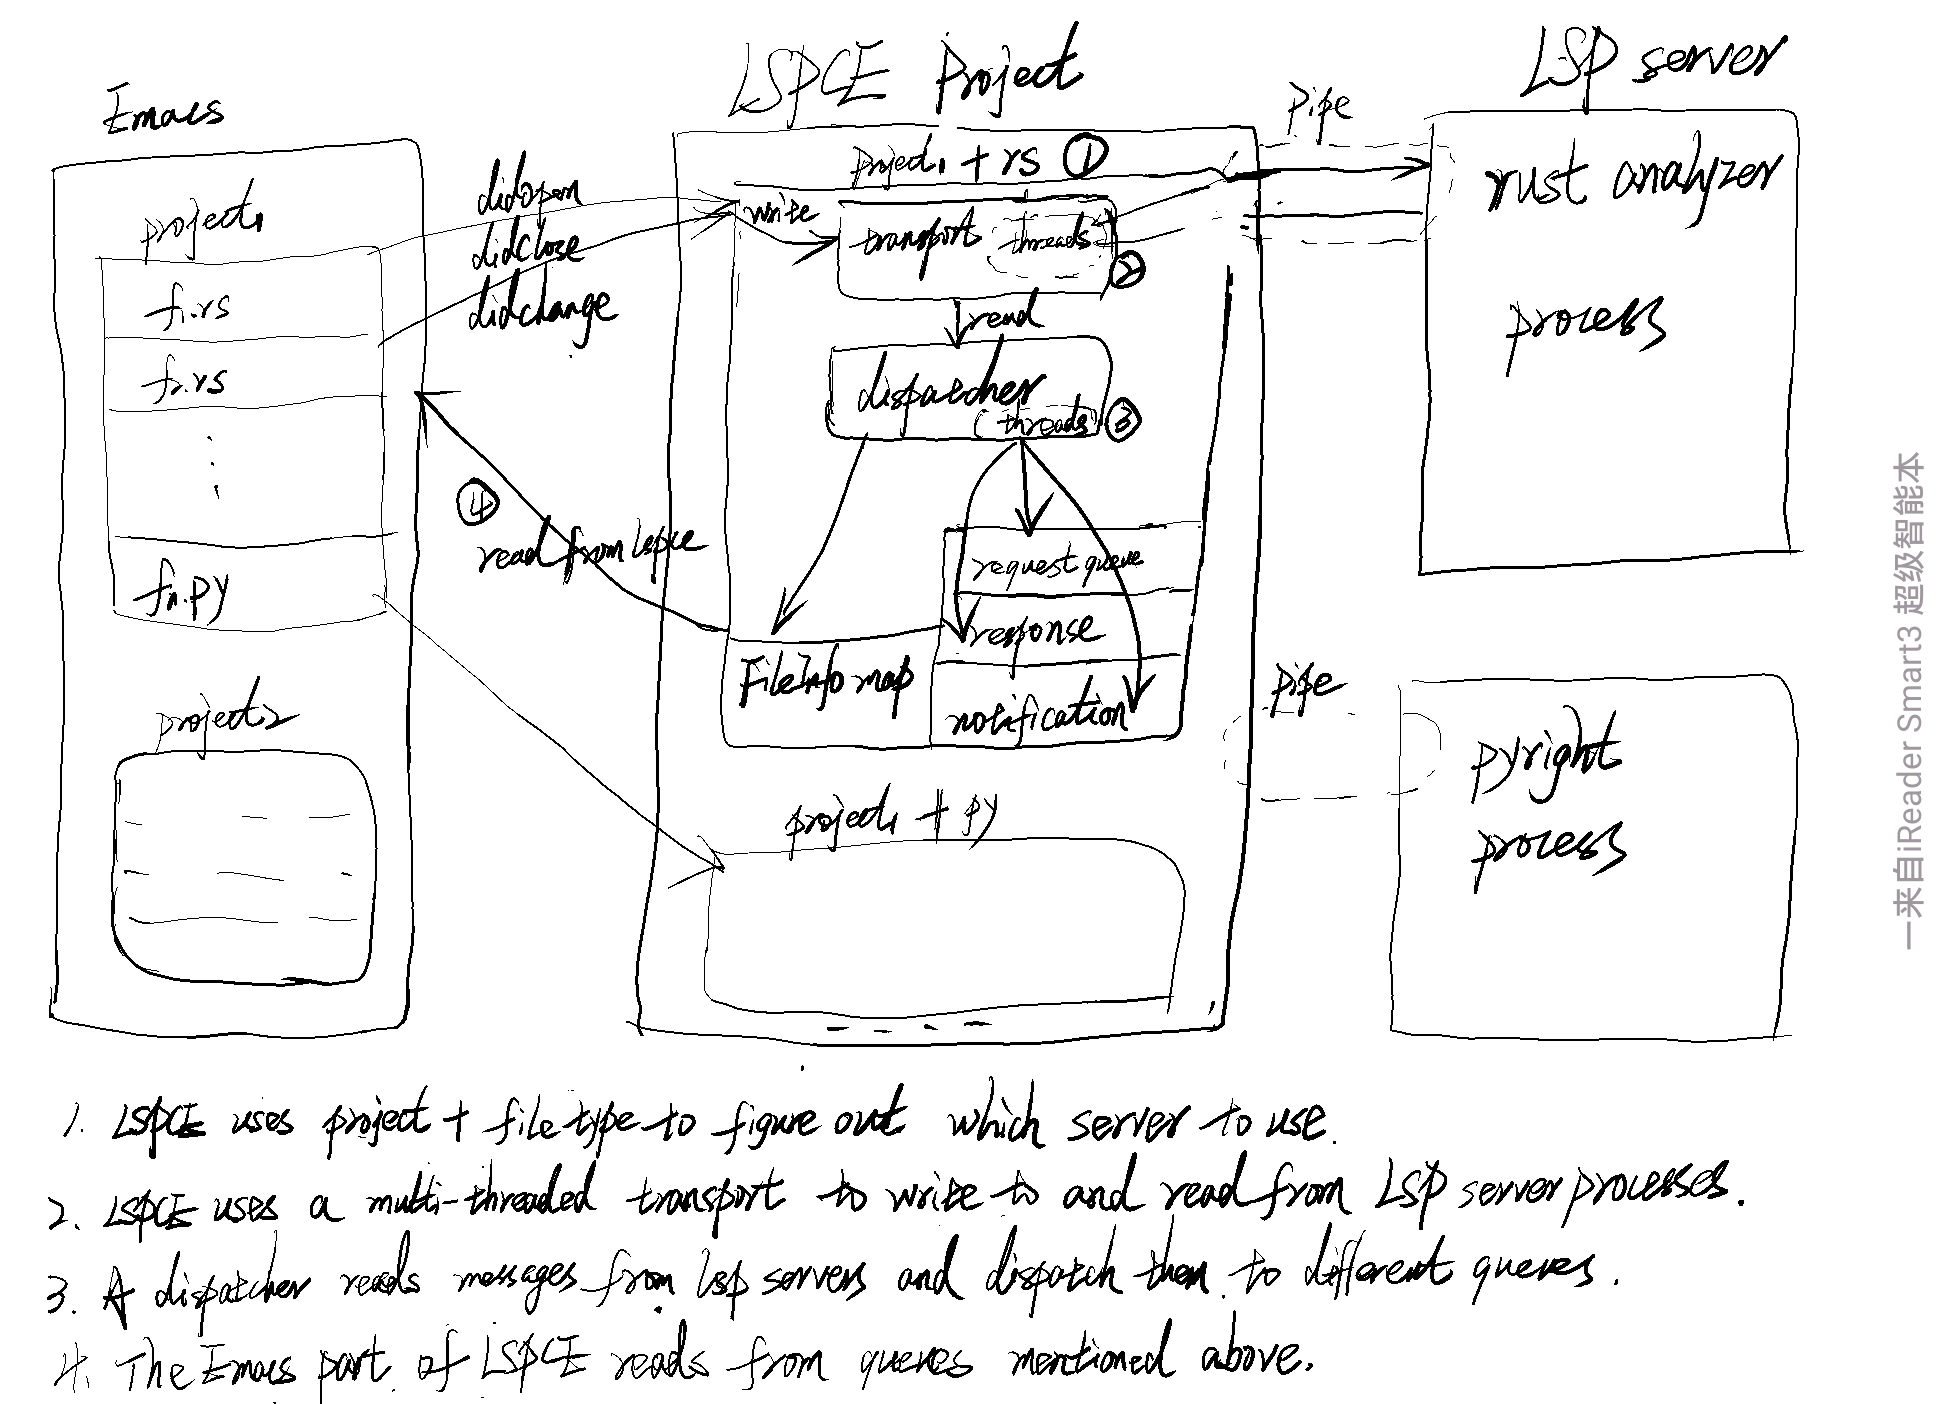 Emacs
project1
f1.rs
f2.rs
fn.py
project2
didOpen
didClose
didchange
④
read from lspce
LSPCE Project
project1 + rs ①
write
transport
threads
②
read
dispatcher
threads
③
request queue
response
notification
FileInfo map
project1 + py
Pipe
LSP server
rust analyzer
process
Pipe
pyright
process
1. LSPCE uses project + file type to figure out which server to use.
2. LSPCE uses a multi-threaded transport to write to and read from LSP server processes.
3. A dispatcher reads messages from lsp servers and dispatch them to different queues.
4. The Emacs part of LSPCE reads from queues mentioned above.
一来自iReader Smart3 超级智能本